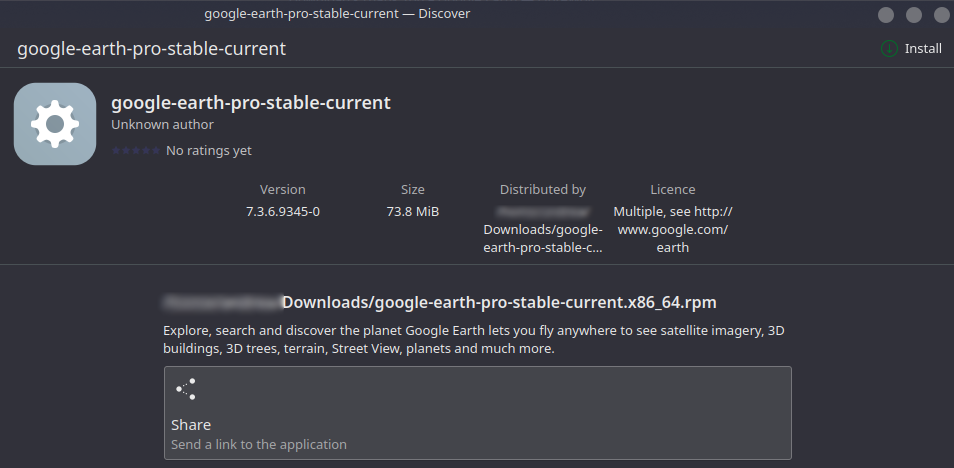 google-earth-pro-stable-current — Discover
google-earth-pro-stable-current
Install
google-earth-pro-stable-current
Unknown author
No ratings yet
Version
7.3.6.9345-0
Size
73.8 MiB
Distributed by
Downloads/google-
earth-pro-stable-c...
Licence
Multiple, see http://
www.google.com/
earth
Downloads/google-earth-pro-stable-current.x86_64.rpm
Explore, search and discover the planet Google Earth lets you fly anywhere to see satellite imagery, 3D
buildings, 3D trees, terrain, Street View, planets and much more.
Share
Send a link to the application